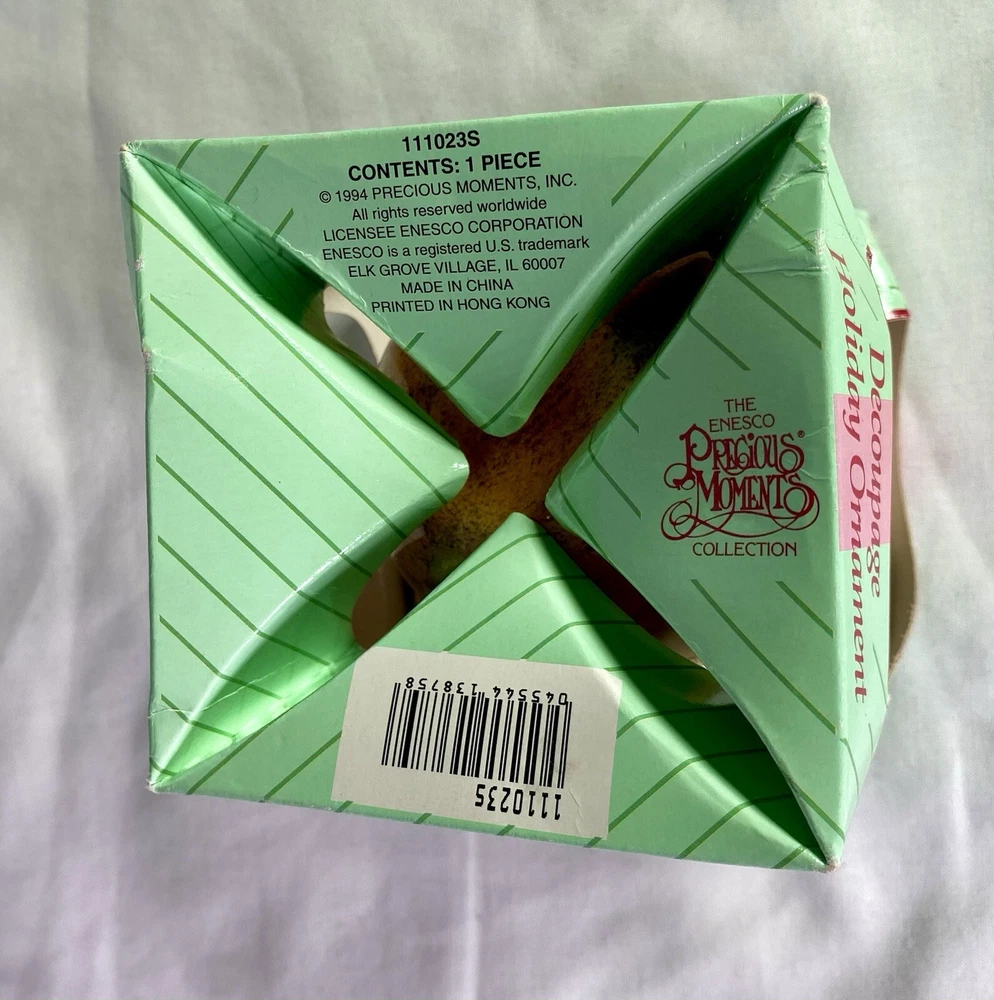 111023S
CONTENTS: 1 PIECE
© 1994 PRECIOUS MOMENTS, INC.
All rights reserved worldwide
LICENSEE ENESCO CORPORATION
ENESCO is a registered U.S. trademark
ELK GROVE VILLAGE, IL 60007
MADE IN CHINA
PRINTED IN HONG KONG
THE
ENESCO
PRECIOUS®
MOMENTS
COLLECTION
Decoupage
Holiday Ornament
111023S
0 45544 138758